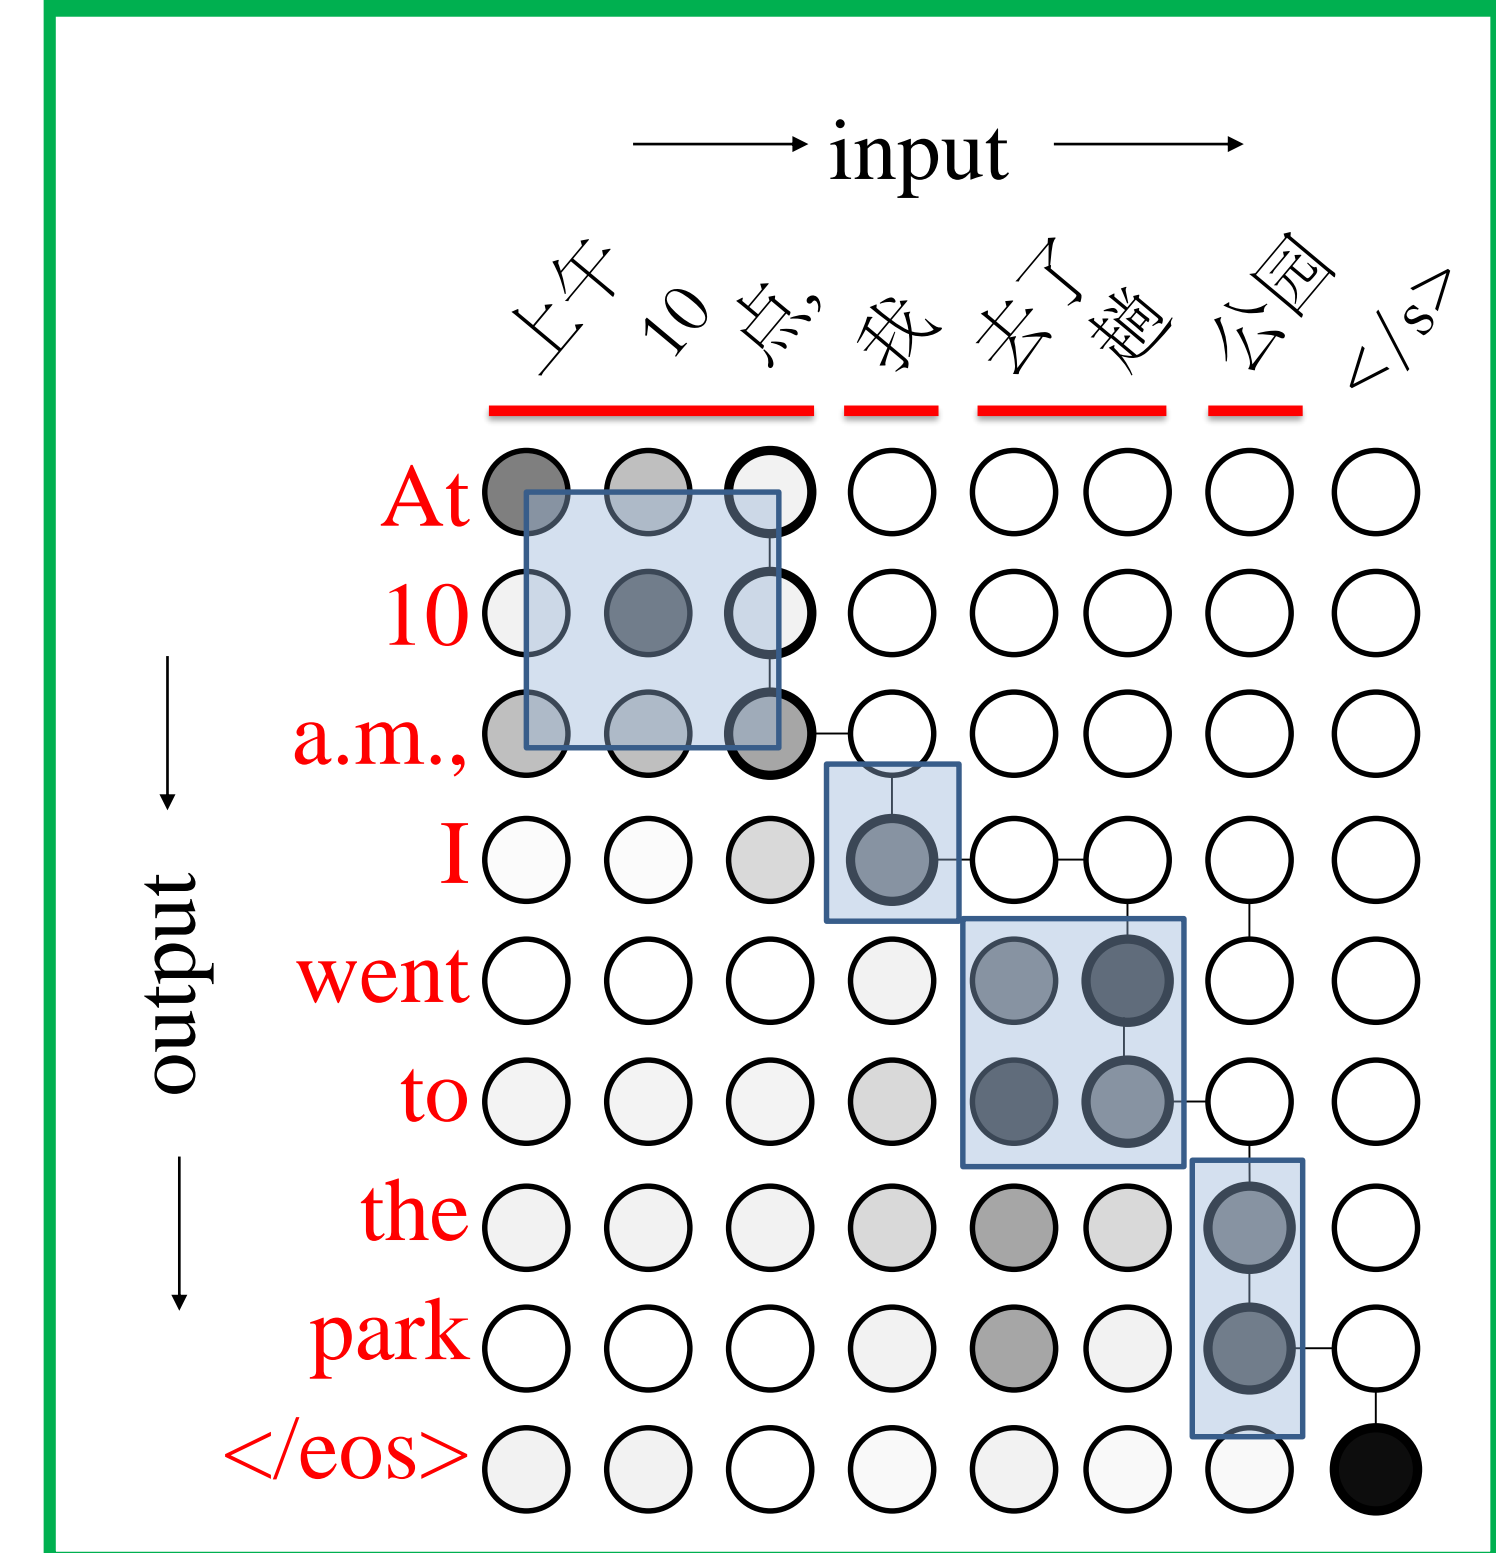 input
上午 10 点, 我 去了 趟 公园 </s>
At
10
a.m.,
I
went
to
the
park
</eos>
output